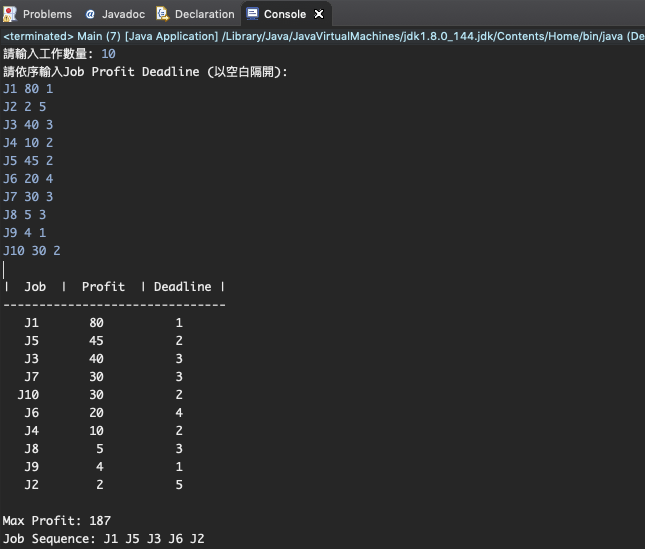 Problems Javadoc Declaration Console
<terminated> Main (7) [Java Application] /Library/Java/JavaVirtualMachines/jdk1.8.0_144.jdk/Contents/Home/bin/java (De
請輸入工作數量: 10
請依序輸入Job Profit Deadline (以空白隔開):
J1 80 1
J2 2 5
J3 40 3
J4 10 2
J5 45 2
J6 20 4
J7 30 3
J8 5 3
J9 4 1
J10 30 2
| Job | Profit | Deadline |
-------------------------------
J1 80 1
J5 45 2
J3 40 3
J7 30 3
J10 30 2
J6 20 4
J4 10 2
J8 5 3
J9 4 1
J2 2 5
Max Profit: 187
Job Sequence: J1 J5 J3 J6 J2